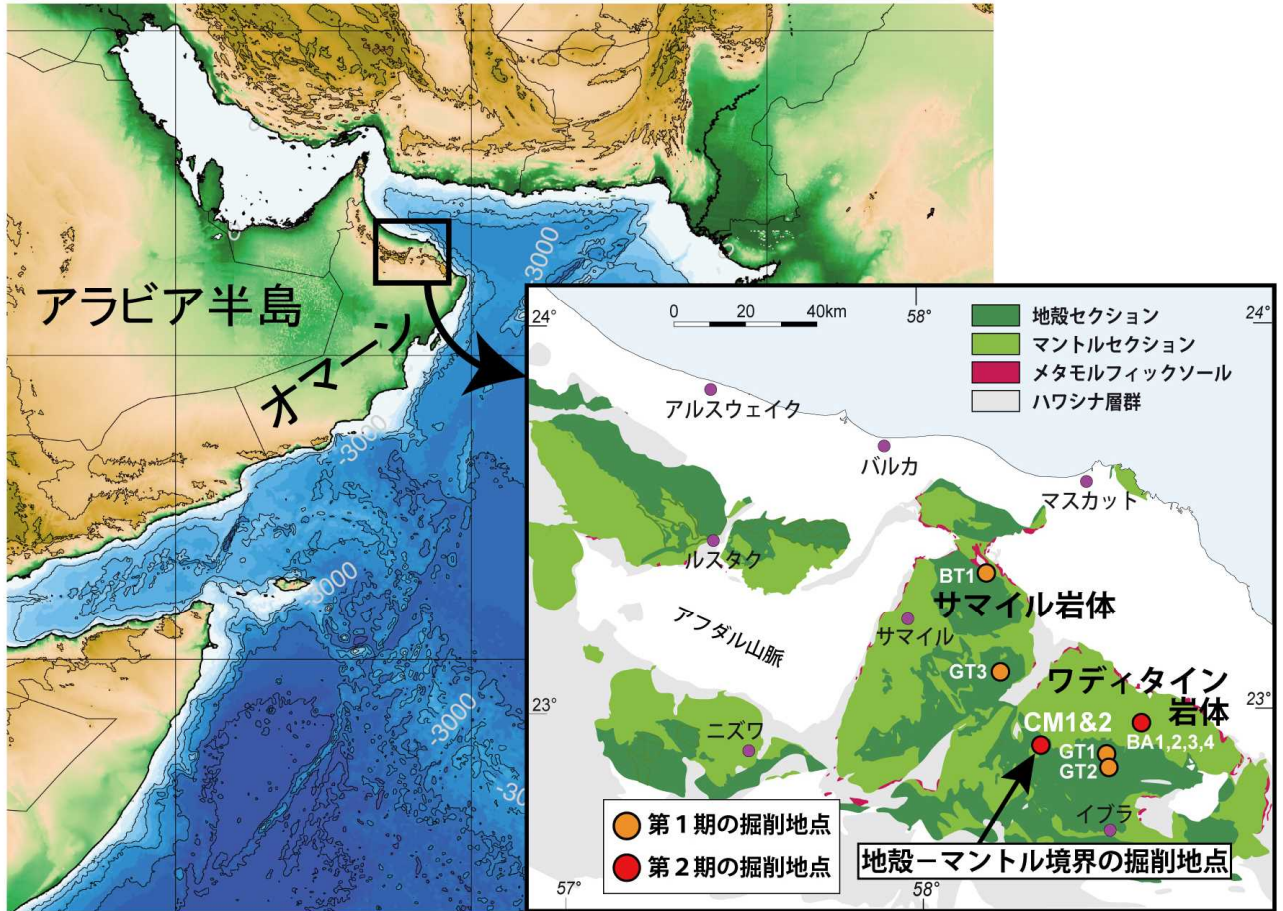 アラビア半島
オマーン
-3000
-3000
-3000
-3000
0
0
0 20 40km
58°
24°
24°
地殻セクション
マントルセクション
メタモルフィックソール
ハワシナ層群
アルスウェイク
バルカ
マスカット
ルスタク
BT1
サマイル岩体
サマイル
アフダル山脈
GT3
ワディタイン
岩体
23°
23°
CM1&2
BA1,2,3,4
ニズワ
GT1
GT2
イブラ
第１期の掘削地点
第２期の掘削地点
地殻－マントル境界の掘削地点
57°
58°